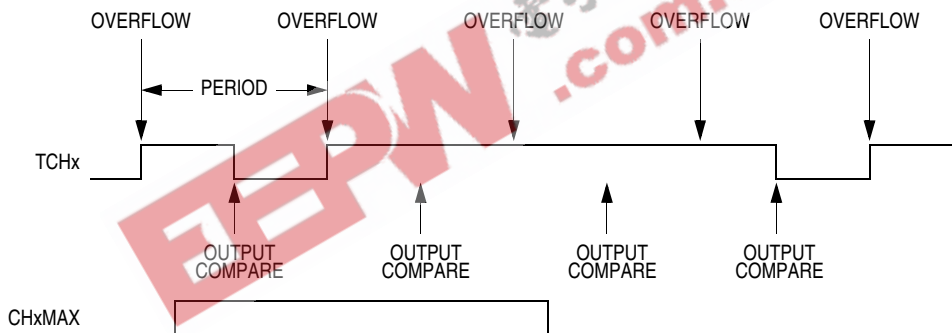 OVERFLOW OVERFLOW OVERFLOW OVERFLOW OVERFLOW
PERIOD
TCHx
OUTPUT COMPARE
OUTPUT COMPARE
OUTPUT COMPARE
OUTPUT COMPARE
CHxMAX
EEPW
.com.